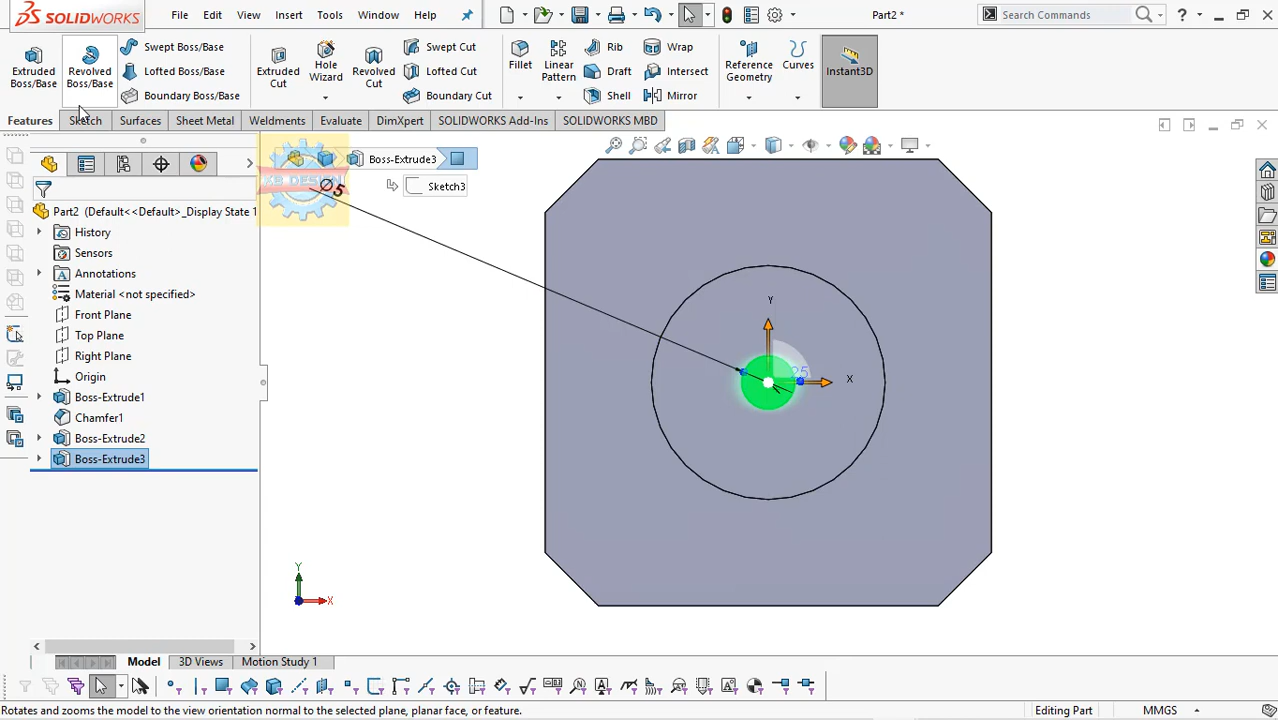 SOLIDWORKS File Edit View Insert Tools Window Help Part2 * Search Commands ?
Extruded Boss/Base Revolved Boss/Base Swept Boss/Base Lofted Boss/Base Boundary Boss/Base Extruded Cut Hole Wizard Revolved Cut Swept Cut Lofted Cut Boundary Cut Fillet Linear Pattern Rib Draft Shell Wrap Intersect Mirror Reference Geometry Curves Instant3D
Features Sketch Surfaces Sheet Metal Weldments Evaluate DimXpert SOLIDWORKS Add-Ins SOLIDWORKS MBD
Boss-Extrude3
AB DESIGN
Ø5
Sketch3
Part2 (Default<<Default>_Display State 1
History
Sensors
Annotations
Material <not specified>
Front Plane
Top Plane
Right Plane
Origin
Boss-Extrude1
Chamfer1
Boss-Extrude2
Boss-Extrude3
Y
25
X
Y
X
Model 3D Views Motion Study 1
Rotates and zooms the model to the view orientation normal to the selected plane, planar face, or feature. Editing Part MMGS